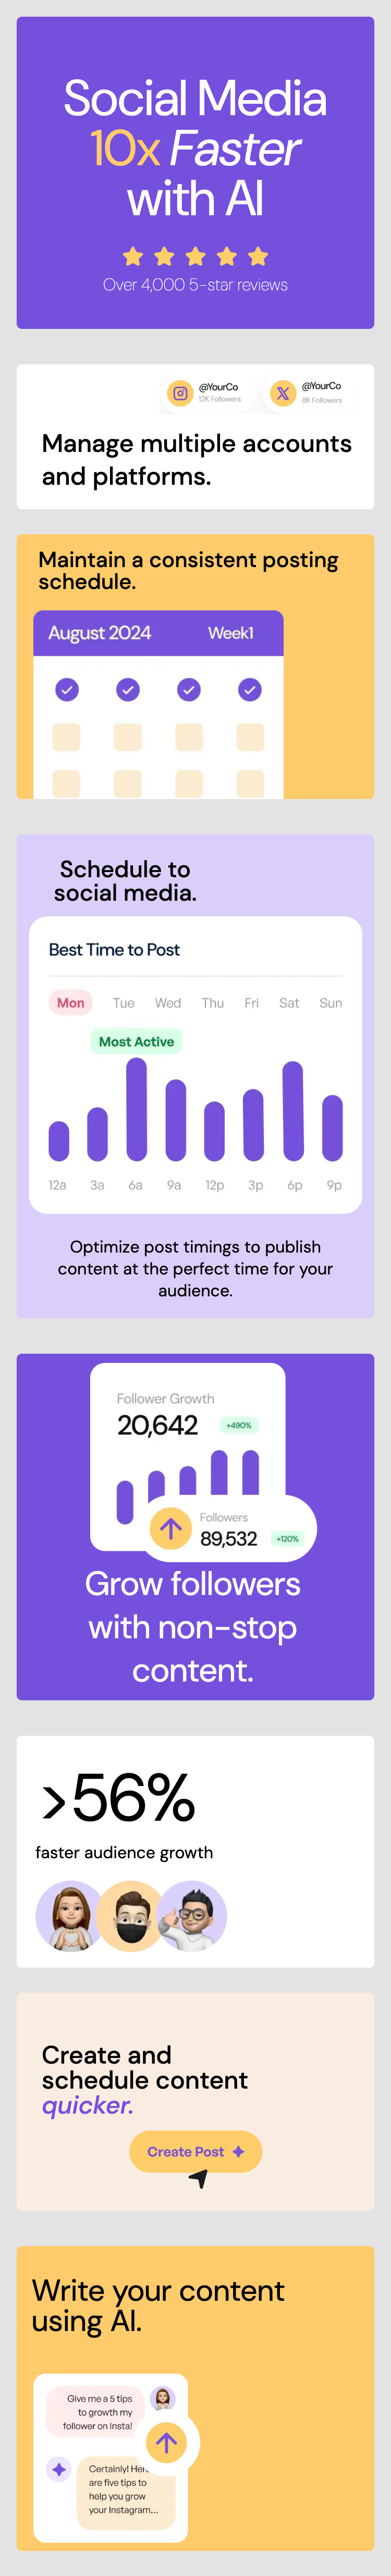 Social Media
10x Faster
with AI
Over 4,000 5-star reviews
@YourCo
12K Followers
@YourCo
8K Followers
Manage multiple accounts
and platforms.
Maintain a consistent posting
schedule.
August 2024 Week1
Schedule to
social media.
Best Time to Post
Mon Tue Wed Thu Fri Sat Sun
Most Active
12a 3a 6a 9a 12p 3p 6p 9p
Optimize post timings to publish
content at the perfect time for your
audience.
Follower Growth
20,642 +490%
Followers
89,532 +120%
Grow followers
with non-stop
content.
>56%
faster audience growth
Create and
schedule content
quicker.
Create Post
Write your content
using AI.
Give me a 5 tips
to growth my
follower on Insta!
Certainly!
are five tips to
help you grow
your Instagram...